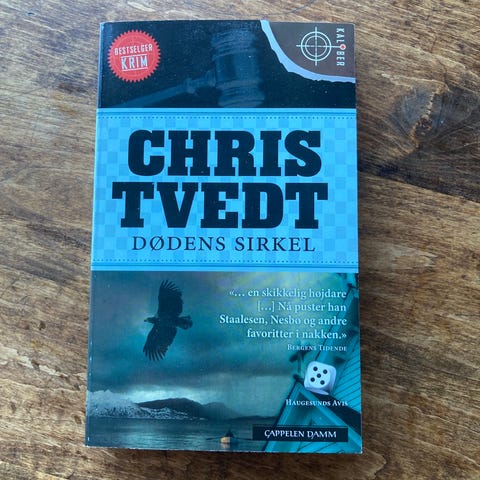 BESTSELGER
KRIM
KALIBER
CHRIS
TVEDT
DØDENS SIRKEL
«... en skikkelig højdare
[...] Nå puster han
Staalesen, Nesbø og andre
favoritter i nakken.»
BERGENS TIDENDE
HAUGESUNDS AVIS
CAPPELEN DAMM